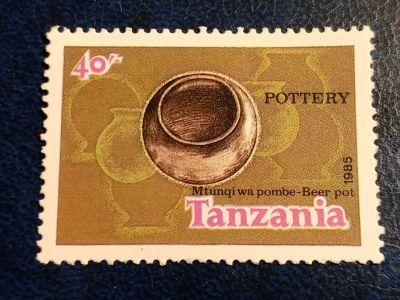 40/-
POTTERY
1985
Mtungi wa pombe-Beer pot
Tanzania